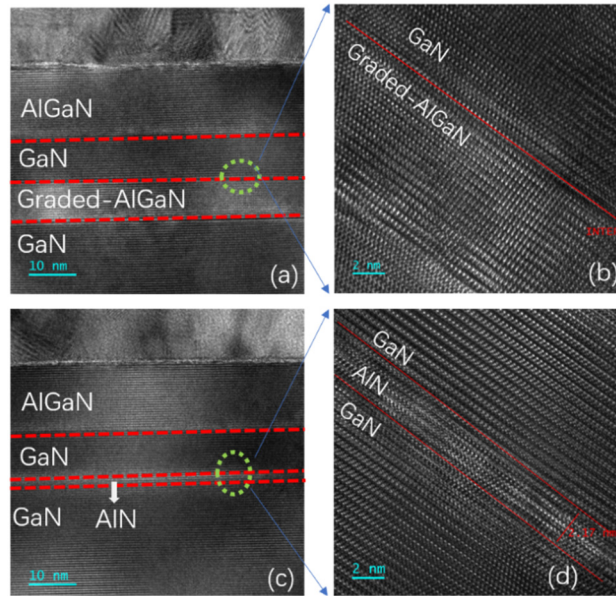 AlGaN
GaN
Graded-AlGaN
GaN
10 nm
(a)
GaN
Graded-AlGaN
2 nm
(b)
AlGaN
GaN
GaN
AlN
10 nm
(c)
GaN
AlN
GaN
2 nm
(d)